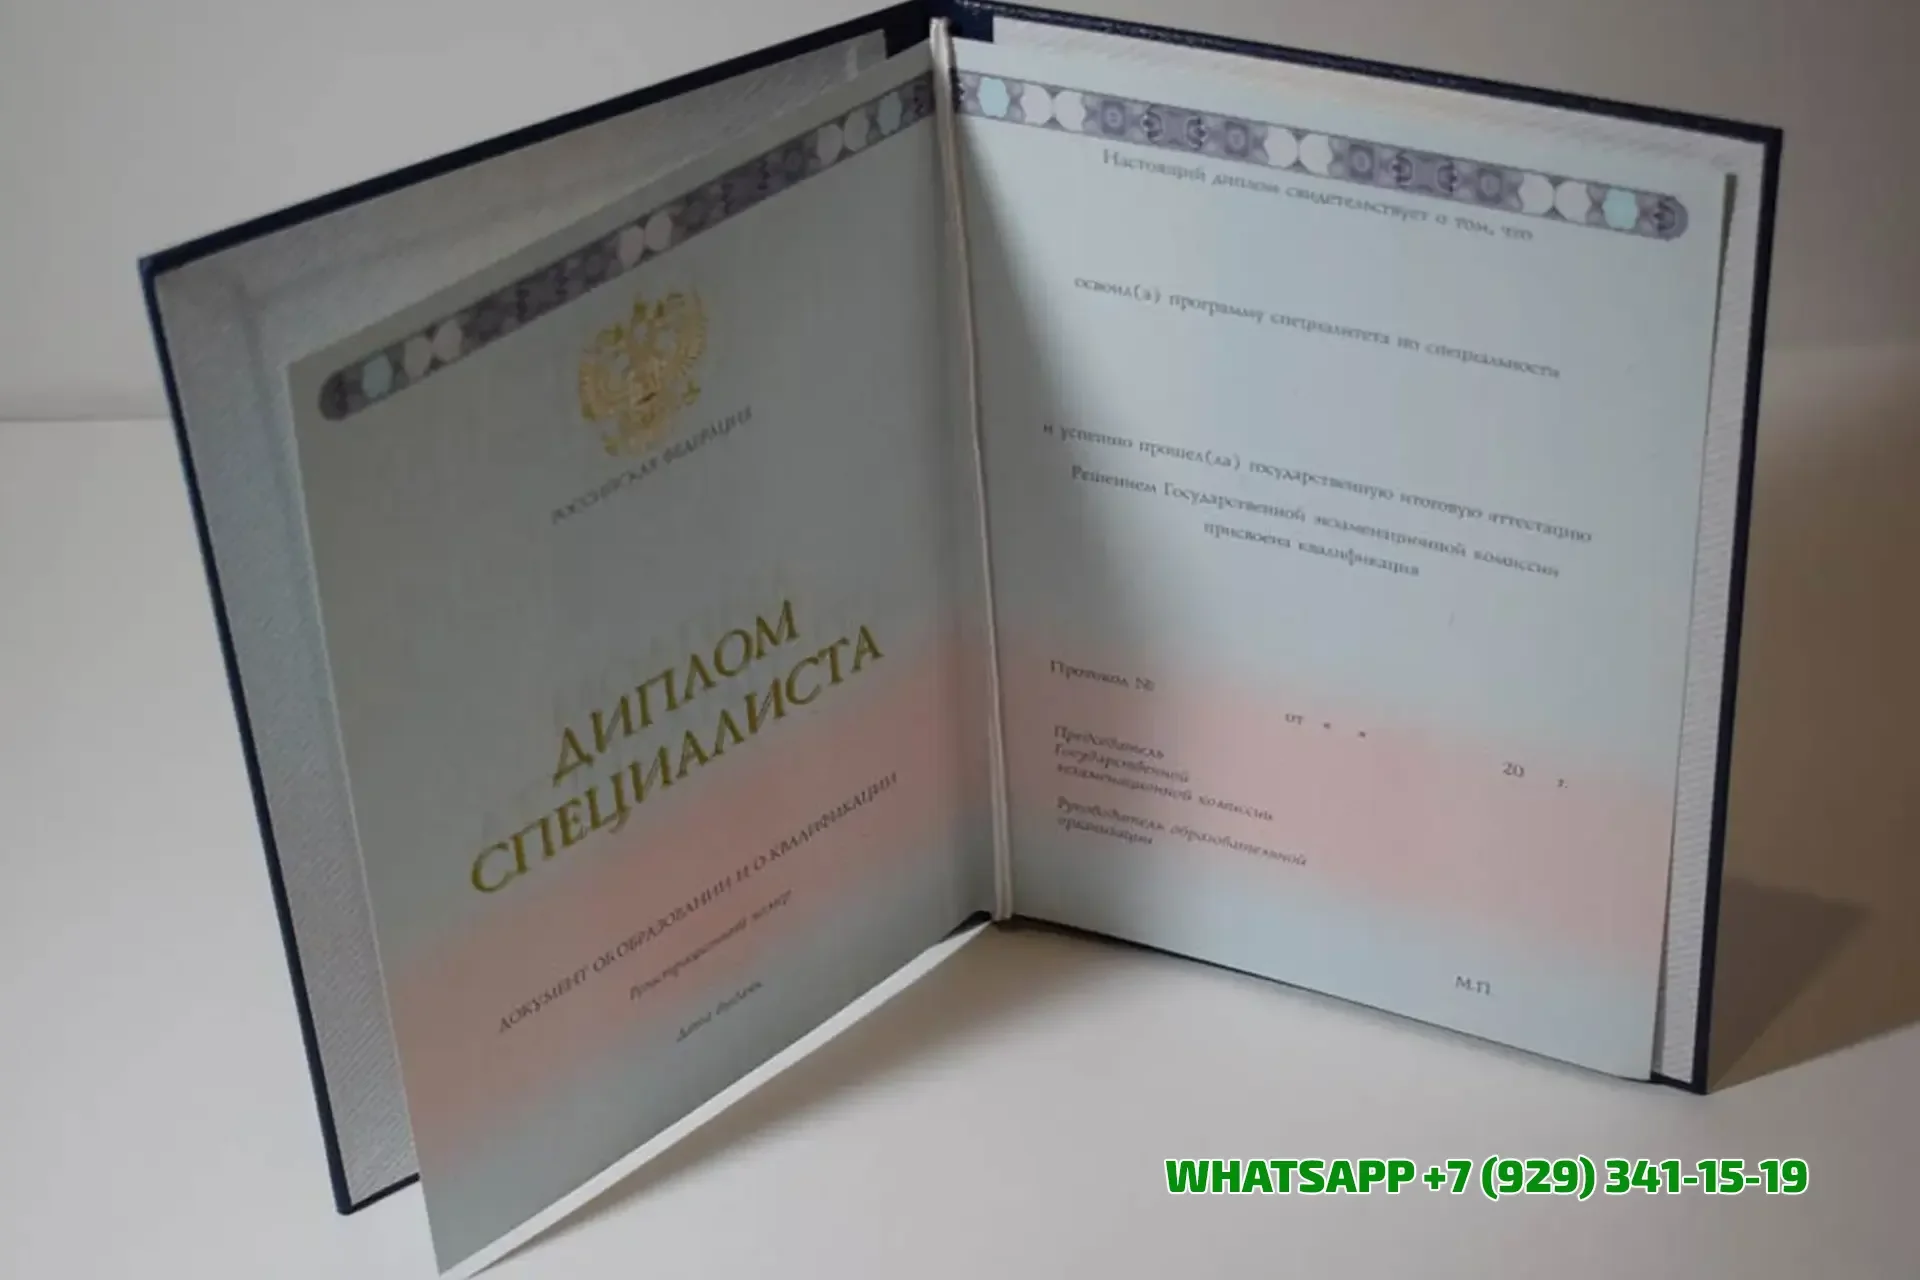 РОССИЙСКАЯ ФЕДЕРАЦИЯ
ДИПЛОМ
СПЕЦИАЛИСТА
ДОКУМЕНТ ОБ ОБРАЗОВАНИИ И О КВАЛИФИКАЦИИ
Регистрационный номер
Дата выдачи
Настоящий диплом свидетельствует о том, что
освоил(а) программу специалитета по специальности
и успешно прошел(ла) государственную итоговую аттестацию
Решением Государственной экзаменационной комиссии
присвоена квалификация
Протокол №
от « »
20 г.
Председатель
Государственной
экзаменационной комиссии
Руководитель образовательной
организации
М.П.
WHATSAPP +7 (929) 341-15-19